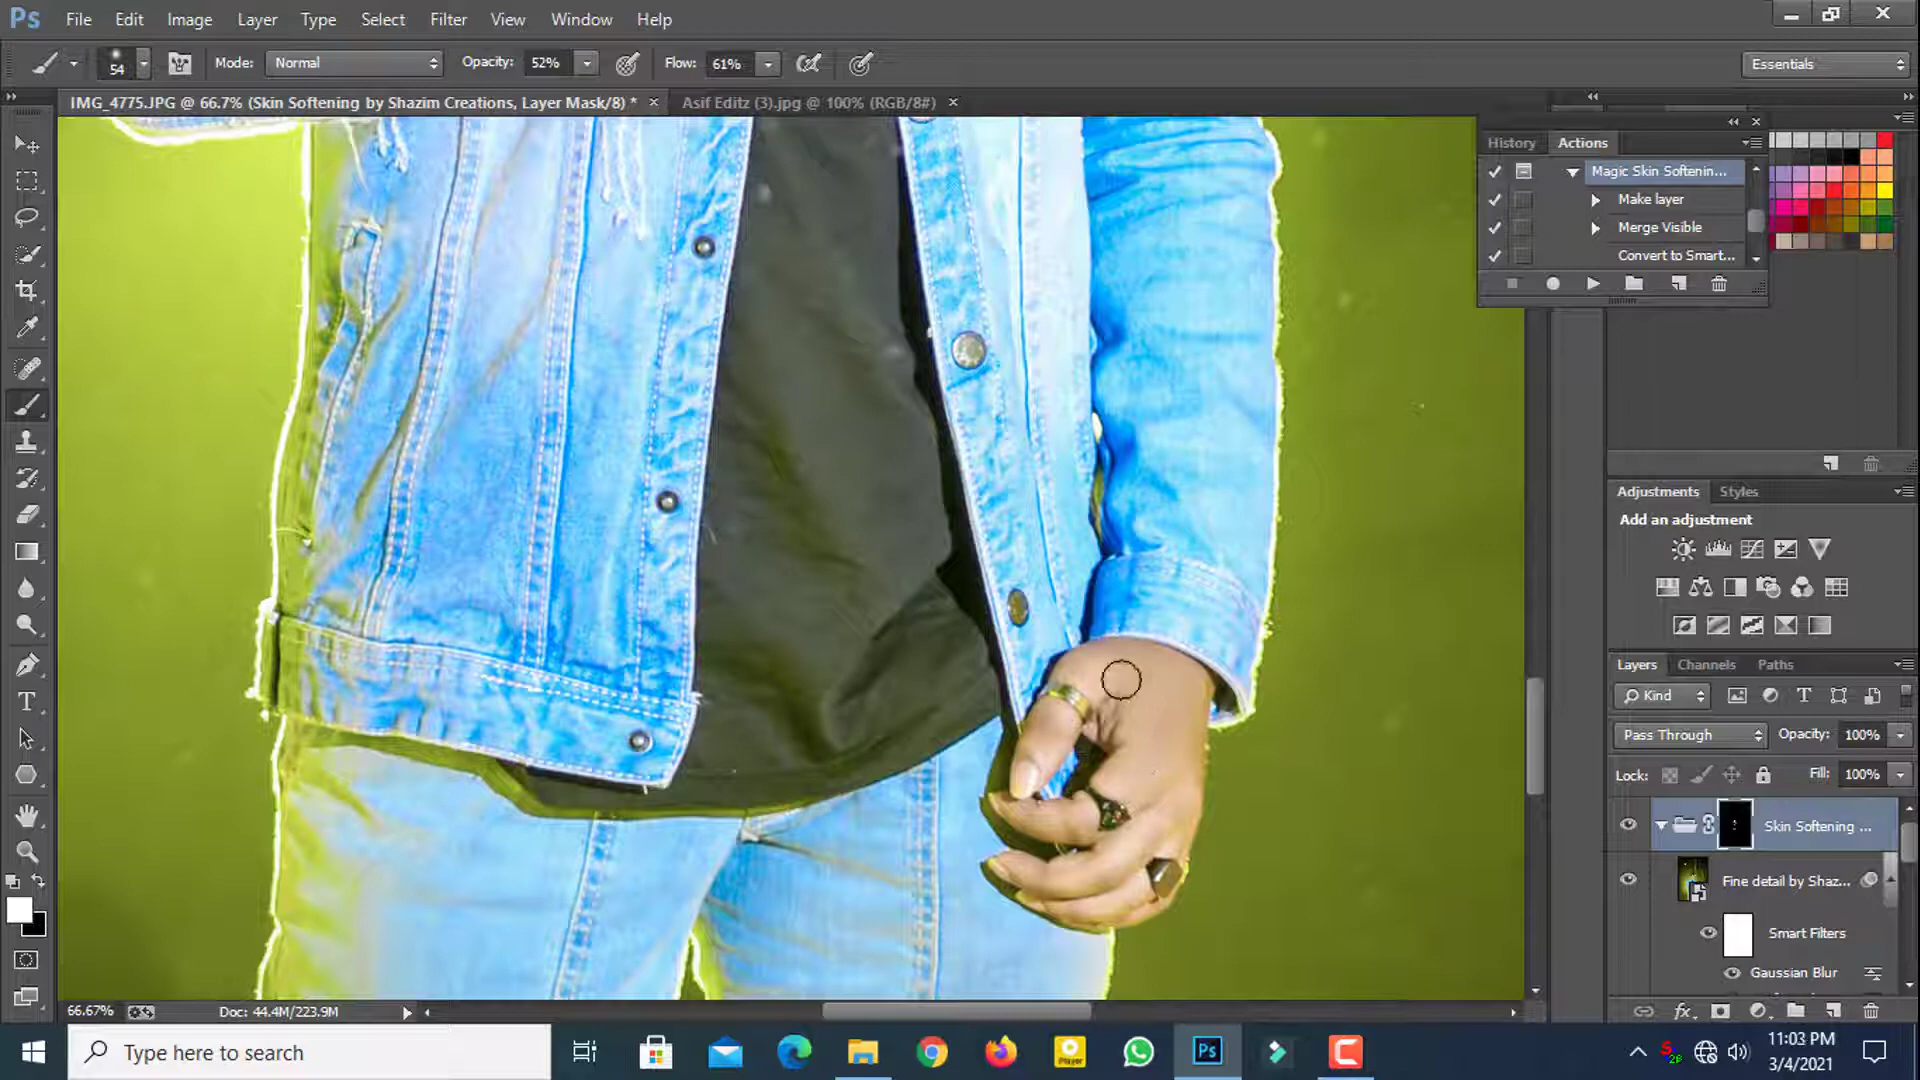 Ps File Edit Image Layer Type Select Filter View Window Help
54 Mode: Normal Opacity: 52% Flow: 61% Essentials
IMG_4775.JPG @ 66.7% (Skin Softening by Shazim Creations, Layer Mask/8) * × Asif Editz (3).jpg @ 100% (RGB/8#) ×
History Actions
Magic Skin Softenin...
Make layer
Merge Visible
Convert to Smart...
Adjustments Styles
Add an adjustment
Layers Channels Paths
Kind
Pass Through Opacity: 100%
Lock: Fill: 100%
Skin Softening ...
Fine detail by Shaz...
Smart Filters
Gaussian Blur
66.67% Doc: 44.4M/223.9M
Type here to search
iPlayer
Ps
11:03 PM
3/4/2021